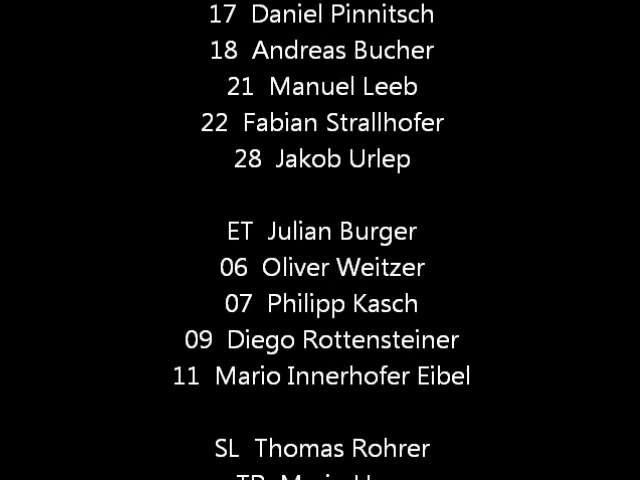 17 Daniel Pinnitsch
18 Andreas Bucher
21 Manuel Leeb
22 Fabian Strallhofer
28 Jakob Urlep
ET Julian Burger
06 Oliver Weitzer
07 Philipp Kasch
09 Diego Rottensteiner
11 Mario Innerhofer Eibel
SL Thomas Rohrer